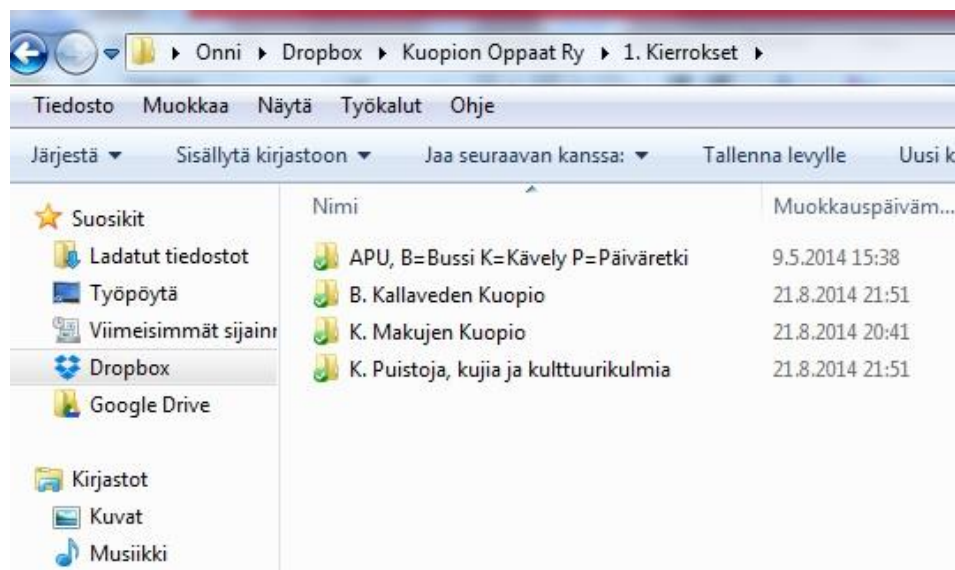 Onni Dropbox Kuopion Oppaat Ry 1. Kierrokset
Tiedosto Muokkaa Näytä Työkalut Ohje
Järjestä Sisällytä kirjastoon Jaa seuraavan kanssa: Tallenna levylle Uusi k
Suosikit
Ladatut tiedostot
Työpöytä
Viimeisimmät sijainn
Dropbox
Google Drive
Kirjastot
Kuvat
Musiikki
Nimi Muokkauspäiväm...
APU, B=Bussi K=Kävely P=Päiväretki 9.5.2014 15:38
B. Kallaveden Kuopio 21.8.2014 21:51
K. Makujen Kuopio 21.8.2014 20:41
K. Puistoja, kujia ja kulttuurikulmia 21.8.2014 21:51